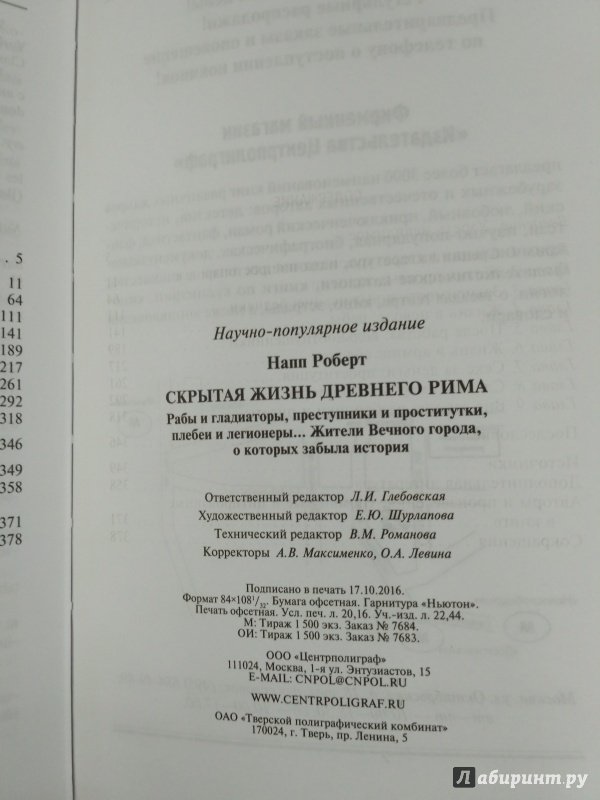 . 5
11
64
111
141
189
217
261
292
318
346
349
358
371
378
Научно-популярное издание
Напп Роберт
СКРЫТАЯ ЖИЗНЬ ДРЕВНЕГО РИМА
Рабы и гладиаторы, преступники и проститутки,
плебеи и легионеры... Жители Вечного города,
о которых забыла история
Ответственный редактор Л.И. Глебовская
Художественный редактор Е.Ю. Шурлапова
Технический редактор В.М. Романова
Корректоры А.В. Максименко, О.А. Левина
Подписано в печать 17.10.2016.
Формат 84×108 1/32. Бумага офсетная. Гарнитура «Ньютон».
Печать офсетная. Усл. печ. л. 20,16. Уч.-изд. л. 22,44.
М: Тираж 1 500 экз. Заказ № 7684.
ОИ: Тираж 1 500 экз. Заказ № 7683.
ООО «Центрполиграф»
111024, Москва, 1-я ул. Энтузиастов, 15
E-MAIL: CNPOL@CNPOL.RU
WWW.CENTRPOLIGRAF.RU
ОАО «Тверской полиграфический комбинат»
170024, г. Тверь, пр. Ленина, 5
лабиринт.ру